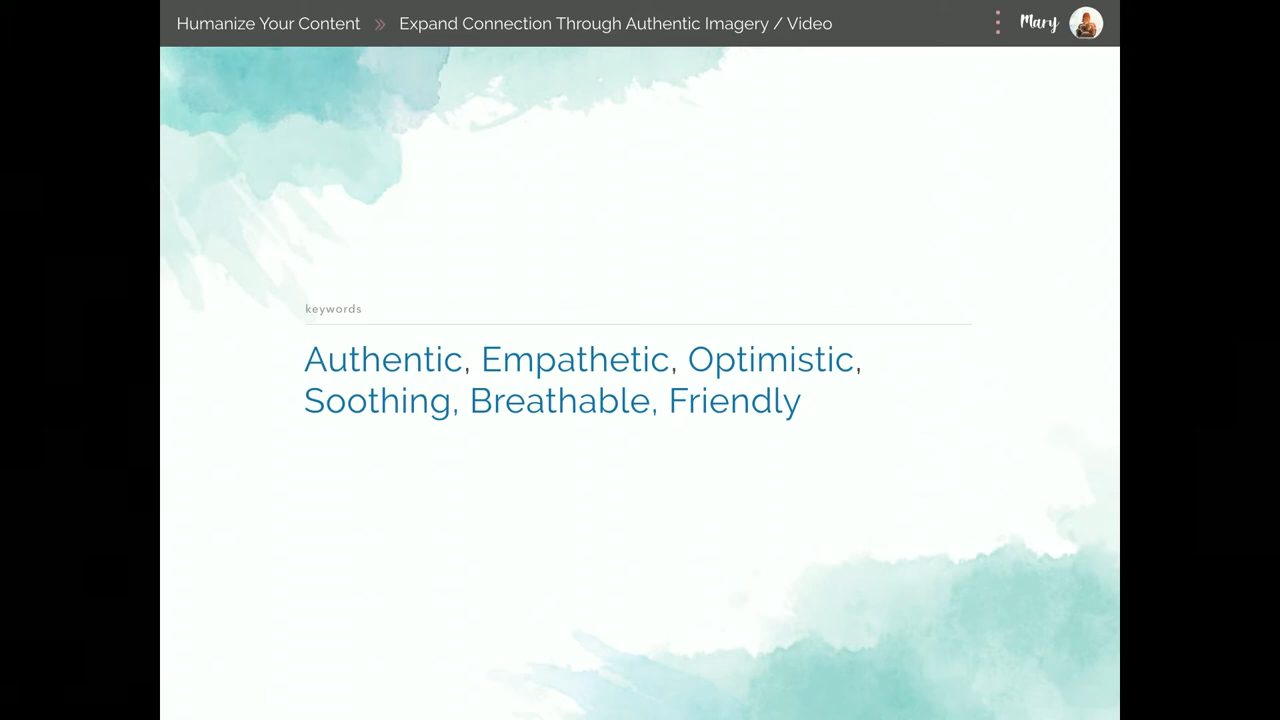 Humanize Your Content » Expand Connection Through Authentic Imagery / Video
Mary
keywords
Authentic, Empathetic, Optimistic,
Soothing, Breathable, Friendly